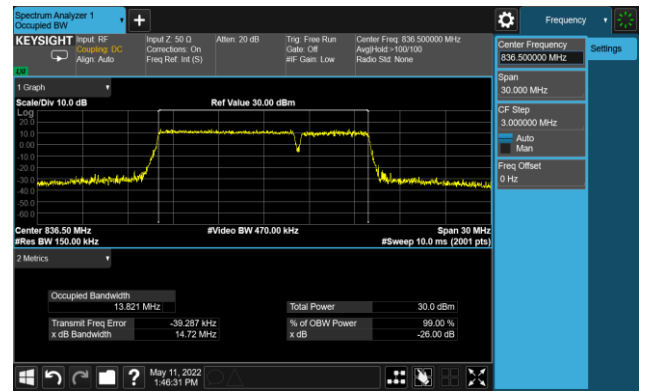 Spectrum Analyzer 1
Occupied BW
Frequency
KEYSIGHT
Input: RF
Coupling: DC
Align: Auto
Input Z: 50 Ω
Corrections: On
Freq Ref: Int (S)
Atten: 20 dB
Trig: Free Run
Gate: Off
#IF Gain: Low
Center Freq: 836.500000 MHz
Avg|Hold:>100/100
Radio Std: None
Center Frequency
836.500000 MHz
Settings
Span
30.000 MHz
CF Step
3.000000 MHz
Auto
Man
Freq Offset
0 Hz
1 Graph
Scale/Div 10.0 dB
Ref Value 30.00 dBm
Log
20.0
10.0
0.00
-10.0
-20.0
-30.0
-40.0
-50.0
-60.0
Center 836.50 MHz
#Video BW 470.00 kHz
Span 30 MHz
#Res BW 150.00 kHz
#Sweep 10.0 ms (2001 pts)
2 Metrics
Occupied Bandwidth
13.821 MHz
Total Power 30.0 dBm
Transmit Freq Error -39.287 kHz
% of OBW Power 99.00 %
x dB Bandwidth 14.72 MHz
x dB -26.00 dB
?
May 11, 2022
1:46:31 PM